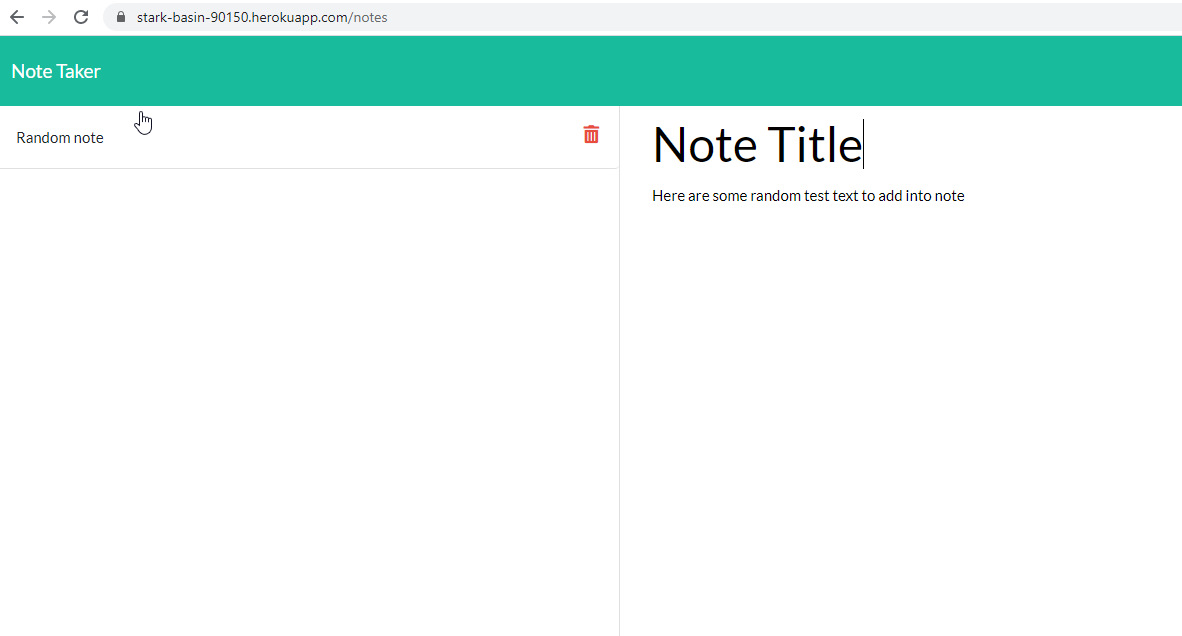 stark-basin-90150.herokuapp.com/notes
Note Taker
Random note
Note Title
Here are some random test text to add into note